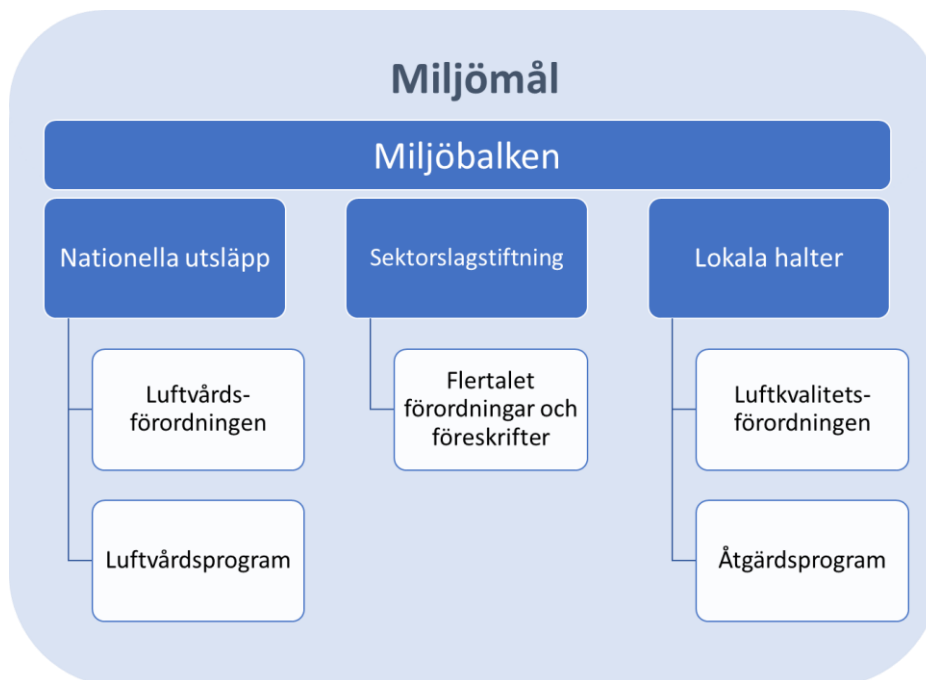 Miljömål
Miljöbalken
Nationella utsläpp
Sektorslagstiftning
Lokala halter
Luftvårds-
förordningen
Flertalet
förordningar och
föreskrifter
Luftkvalitets-
förordningen
Luftvårdsprogram
Åtgärdsprogram